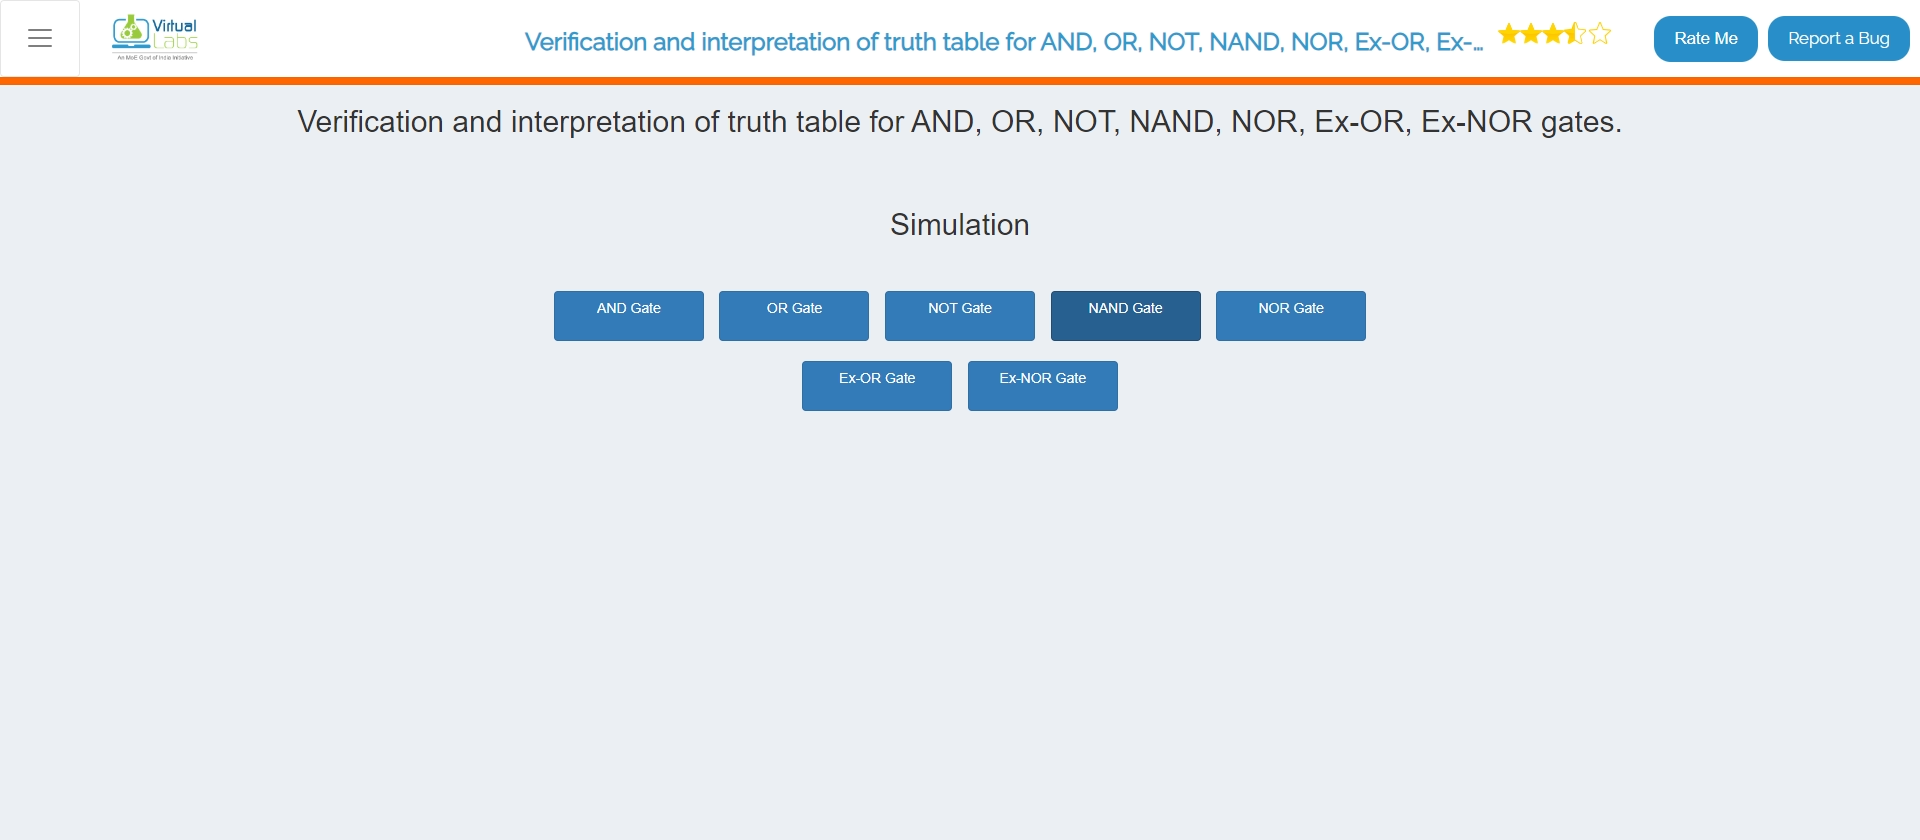 Virtual
Labs
An MoE Govt of India Initiative
Verification and interpretation of truth table for AND, OR, NOT, NAND, NOR, Ex-OR, Ex-...
Rate Me
Report a Bug
Verification and interpretation of truth table for AND, OR, NOT, NAND, NOR, Ex-OR, Ex-NOR gates.
Simulation
AND Gate
OR Gate
NOT Gate
NAND Gate
NOR Gate
Ex-OR Gate
Ex-NOR Gate